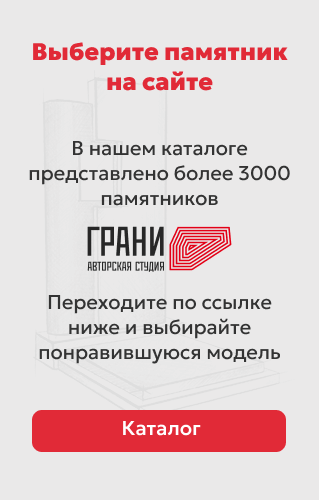 Выберите памятник
на сайте
В нашем каталоге
представлено более 3000
памятников
ГРАНИ
АВТОРСКАЯ СТУДИЯ
Переходите по ссылке
ниже и выбирайте
понравившуюся модель
Каталог